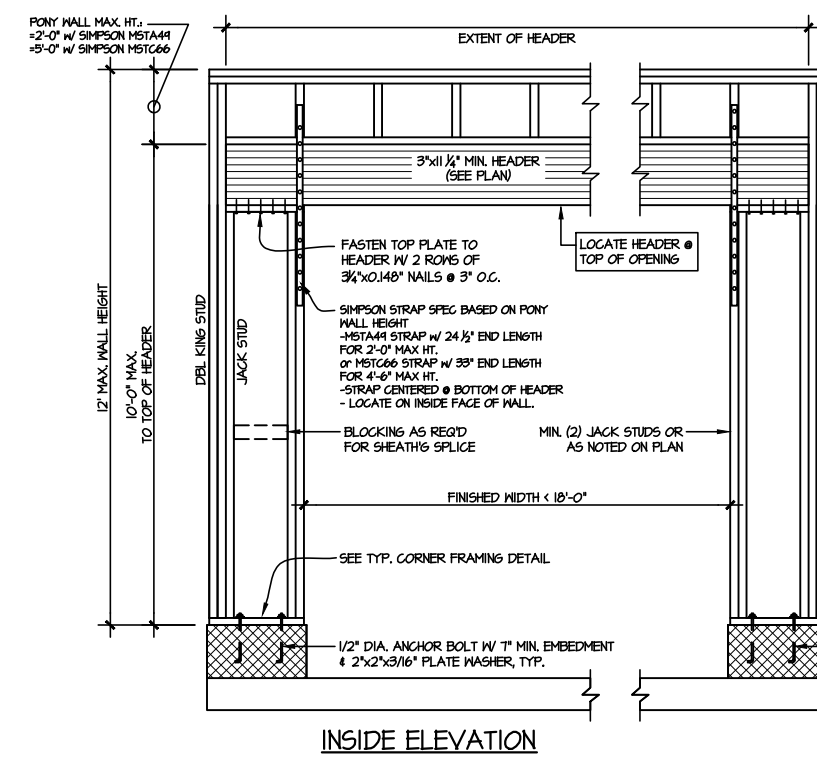 PONY WALL MAX. HT.:
=2'-0" W/ SIMPSON MSTA49
=5'-0" W/ SIMPSON MSTC66
EXTENT OF HEADER
3"x11 1/4" MIN. HEADER
(SEE PLAN)
FASTEN TOP PLATE TO
HEADER W/ 2 ROWS OF
3 1/4"x0.148" NAILS @ 3" O.C.
LOCATE HEADER @
TOP OF OPENING
SIMPSON STRAP SPEC BASED ON PONY
WALL HEIGHT
-MSTA49 STRAP W/ 24 1/2" END LENGTH
FOR 2'-0" MAX HT.
or MSTC66 STRAP W/ 33" END LENGTH
FOR 4'-6" MAX HT.
-STRAP CENTERED @ BOTTOM OF HEADER
- LOCATE ON INSIDE FACE OF WALL.
12' MAX. WALL HEIGHT
10'-0" MAX.
TO TOP OF HEADER
DBL KING STUD
JACK STUD
BLOCKING AS REQ'D
FOR SHEATH'G SPLICE
MIN. (2) JACK STUDS OR
AS NOTED ON PLAN
FINISHED WIDTH < 18'-0"
SEE TYP. CORNER FRAMING DETAIL
1/2" DIA. ANCHOR BOLT W/ 7" MIN. EMBEDMENT
& 2"x2"x3/16" PLATE WASHER, TYP.
INSIDE ELEVATION